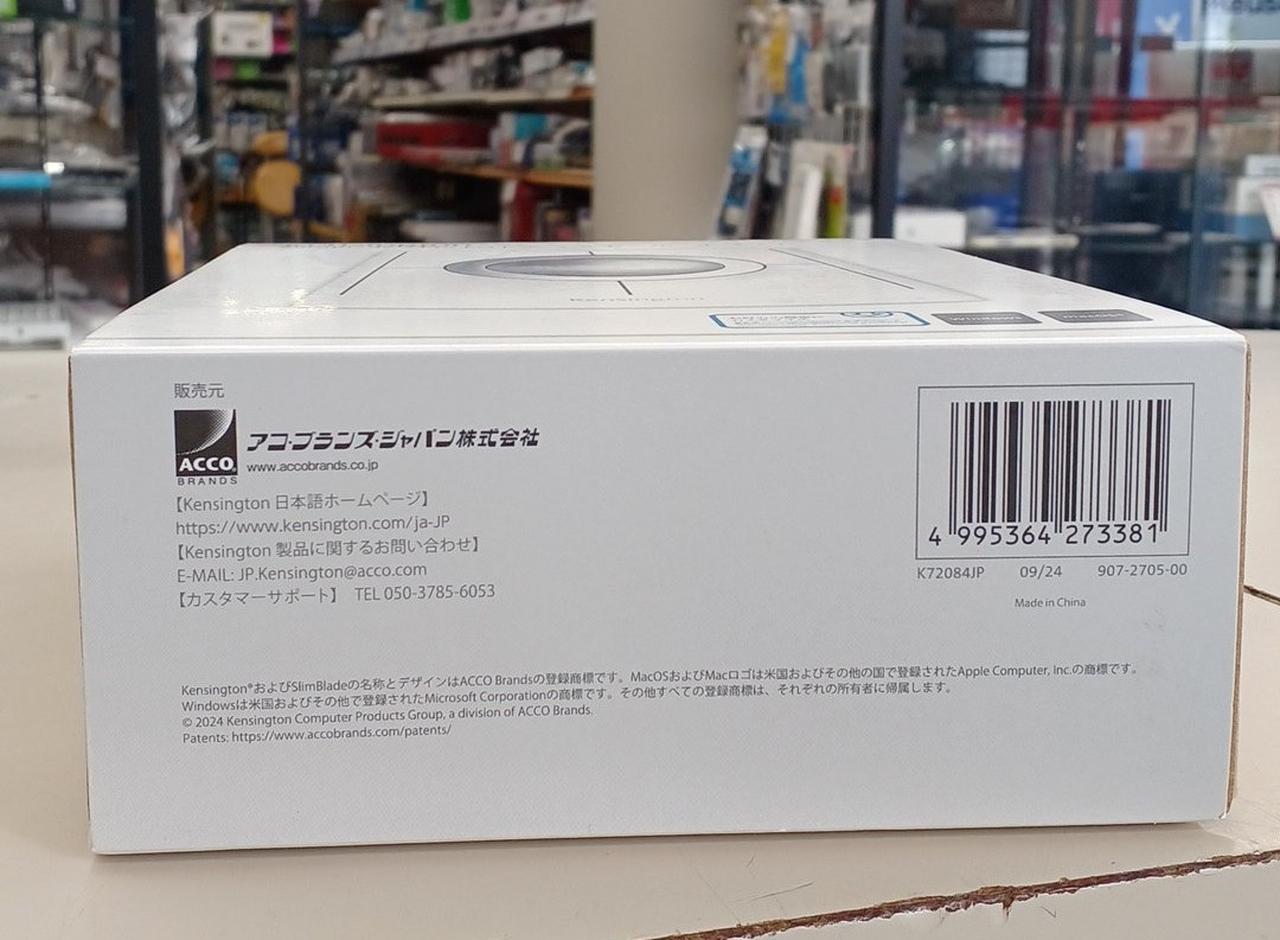 Kensington
販売元
ACCO
BRANDS
アコ・ブランズ・ジャパン株式会社
www.accobrands.co.jp
【Kensington 日本語ホームページ】
https://www.kensington.com/ja-JP
【Kensington 製品に関するお問い合わせ】
E-MAIL: JP.Kensington@acco.com
【カスタマーサポート】 TEL 050-3785-6053
4 995364 273381
K72084JP 09/24 907-2705-00
Made in China
Kensington®およびSlimBladeの名称とデザインはACCO Brandsの登録商標です。MacOSおよびMacロゴは米国およびその他の国で登録されたApple Computer, Inc.の商標です。
Windowsは米国およびその他で登録されたMicrosoft Corporationの商標です。その他すべての登録商標は、それぞれの所有者に帰属します。
© 2024 Kensington Computer Products Group, a division of ACCO Brands.
Patents: https://www.accobrands.com/patents/